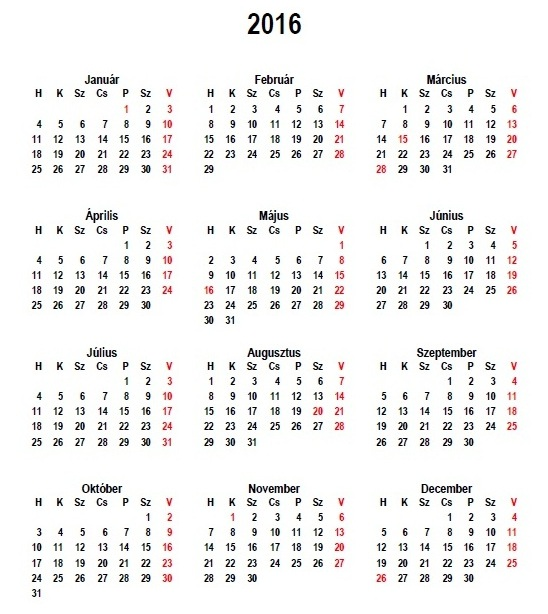 2016
Január
H K Sz Cs P Sz V
1 2 3
4 5 6 7 8 9 10
11 12 13 14 15 16 17
18 19 20 21 22 23 24
25 26 27 28 29 30 31
Február
H K Sz Cs P Sz V
1 2 3 4 5 6 7
8 9 10 11 12 13 14
15 16 17 18 19 20 21
22 23 24 25 26 27 28
29
Március
H K Sz Cs P Sz V
1 2 3 4 5 6
7 8 9 10 11 12 13
14 15 16 17 18 19 20
21 22 23 24 25 26 27
28 29 30 31
Április
H K Sz Cs P Sz V
1 2 3
4 5 6 7 8 9 10
11 12 13 14 15 16 17
18 19 20 21 22 23 24
25 26 27 28 29 30
Május
H K Sz Cs P Sz V
1
2 3 4 5 6 7 8
9 10 11 12 13 14 15
16 17 18 19 20 21 22
23 24 25 26 27 28 29
30 31
Június
H K Sz Cs P Sz V
1 2 3 4 5
6 7 8 9 10 11 12
13 14 15 16 17 18 19
20 21 22 23 24 25 26
27 28 29 30
Július
H K Sz Cs P Sz V
1 2 3
4 5 6 7 8 9 10
11 12 13 14 15 16 17
18 19 20 21 22 23 24
25 26 27 28 29 30 31
Augusztus
H K Sz Cs P Sz V
1 2 3 4 5 6 7
8 9 10 11 12 13 14
15 16 17 18 19 20 21
22 23 24 25 26 27 28
29 30 31
Szeptember
H K Sz Cs P Sz V
1 2 3 4
5 6 7 8 9 10 11
12 13 14 15 16 17 18
19 20 21 22 23 24 25
26 27 28 29 30
Október
H K Sz Cs P Sz V
1 2
3 4 5 6 7 8 9
10 11 12 13 14 15 16
17 18 19 20 21 22 23
24 25 26 27 28 29 30
31
November
H K Sz Cs P Sz V
1 2 3 4 5 6
7 8 9 10 11 12 13
14 15 16 17 18 19 20
21 22 23 24 25 26 27
28 29 30
December
H K Sz Cs P Sz V
1 2 3 4
5 6 7 8 9 10 11
12 13 14 15 16 17 18
19 20 21 22 23 24 25
26 27 28 29 30 31